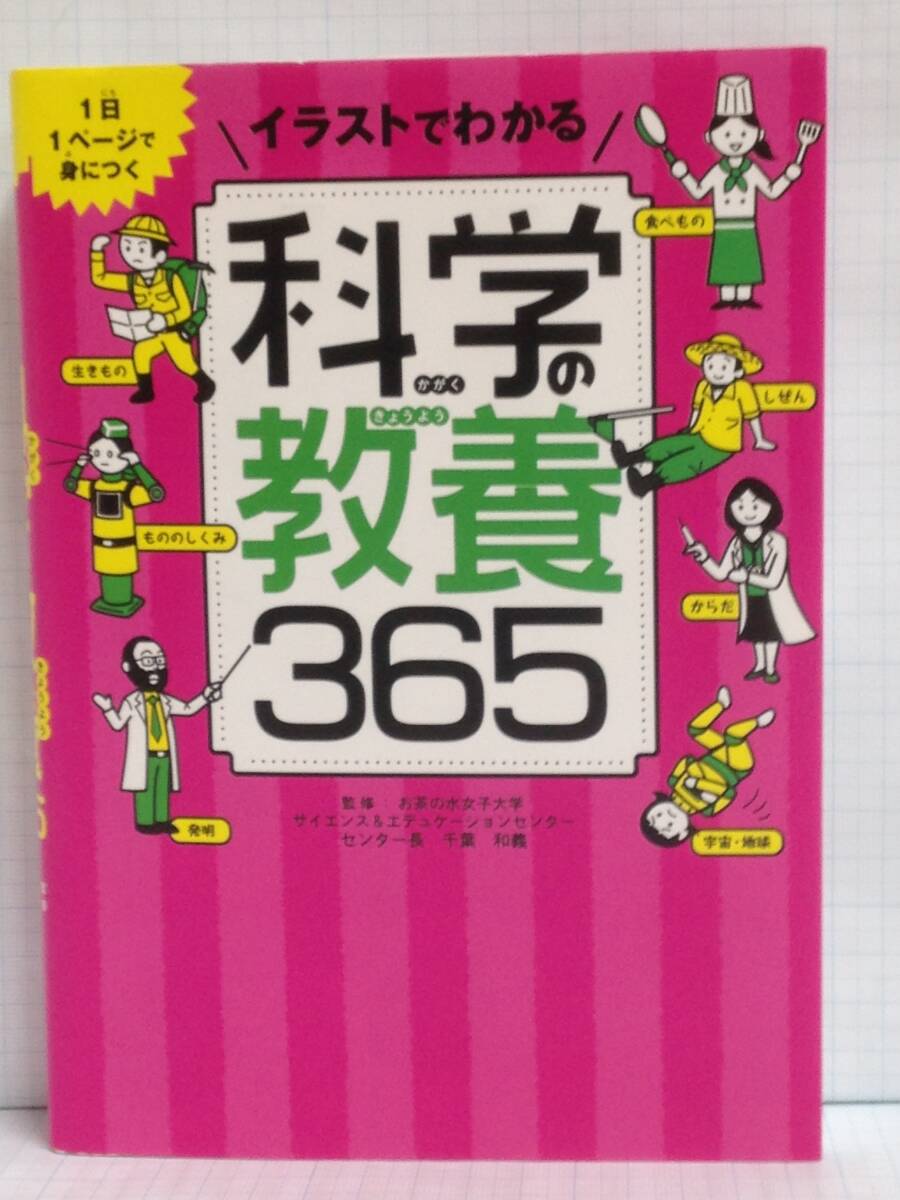 1日
にち
1ページで
身につく
み
イラストでわかる
科学の
かがく
教養
きょうよう
365
食べもの
生きもの
しぜん
もののしくみ
からだ
発明
宇宙・地球
監修:お茶の水女子大学
サイエンス&エデュケーションセンター
センター長 千葉 和義